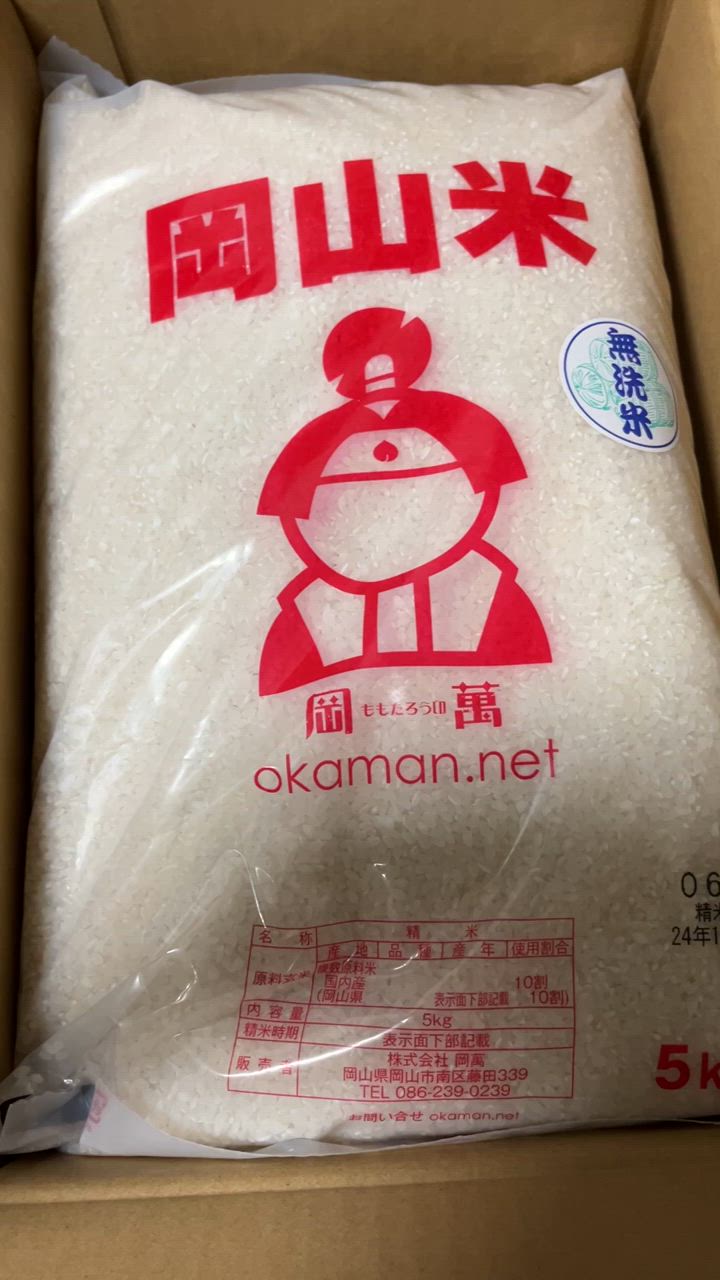 岡山米
無洗米
岡 ももたろう印 萬
okaman.net
06
精米
24年1
名称 精米
原料玄米 産地 品種 産年 使用割合
複数原料米
国内産 10割
(岡山県 表示面下部記載 10割)
内容量 5kg
精米時期 表示面下部記載
販売者 株式会社 岡萬
岡山県岡山市南区藤田339
TEL 086-239-0239
お問い合せ okaman.net
5k